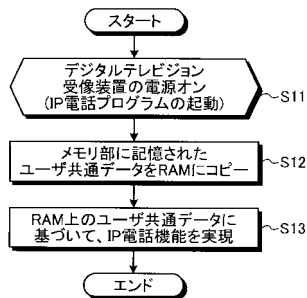 スタート
デジタルテレビジョン
受像装置の電源オン
(IP電話プログラムの起動)
S11
メモリ部に記憶された
ユーザ共通データをRAMにコピー
S12
RAM上のユーザ共通データに
基づいて、IP電話機能を実現
S13
エンド